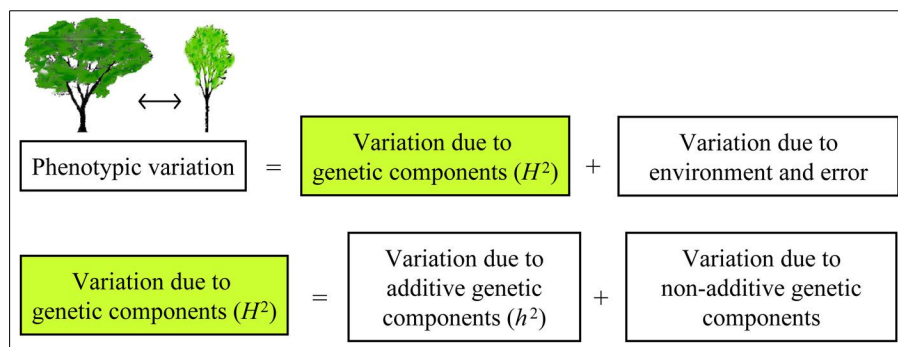 Phenotypic variation
=
Variation due to
genetic components (H²)
+
Variation due to
environment and error
Variation due to
genetic components (H²)
=
Variation due to
additive genetic
components (h²)
+
Variation due to
non-additive genetic
components